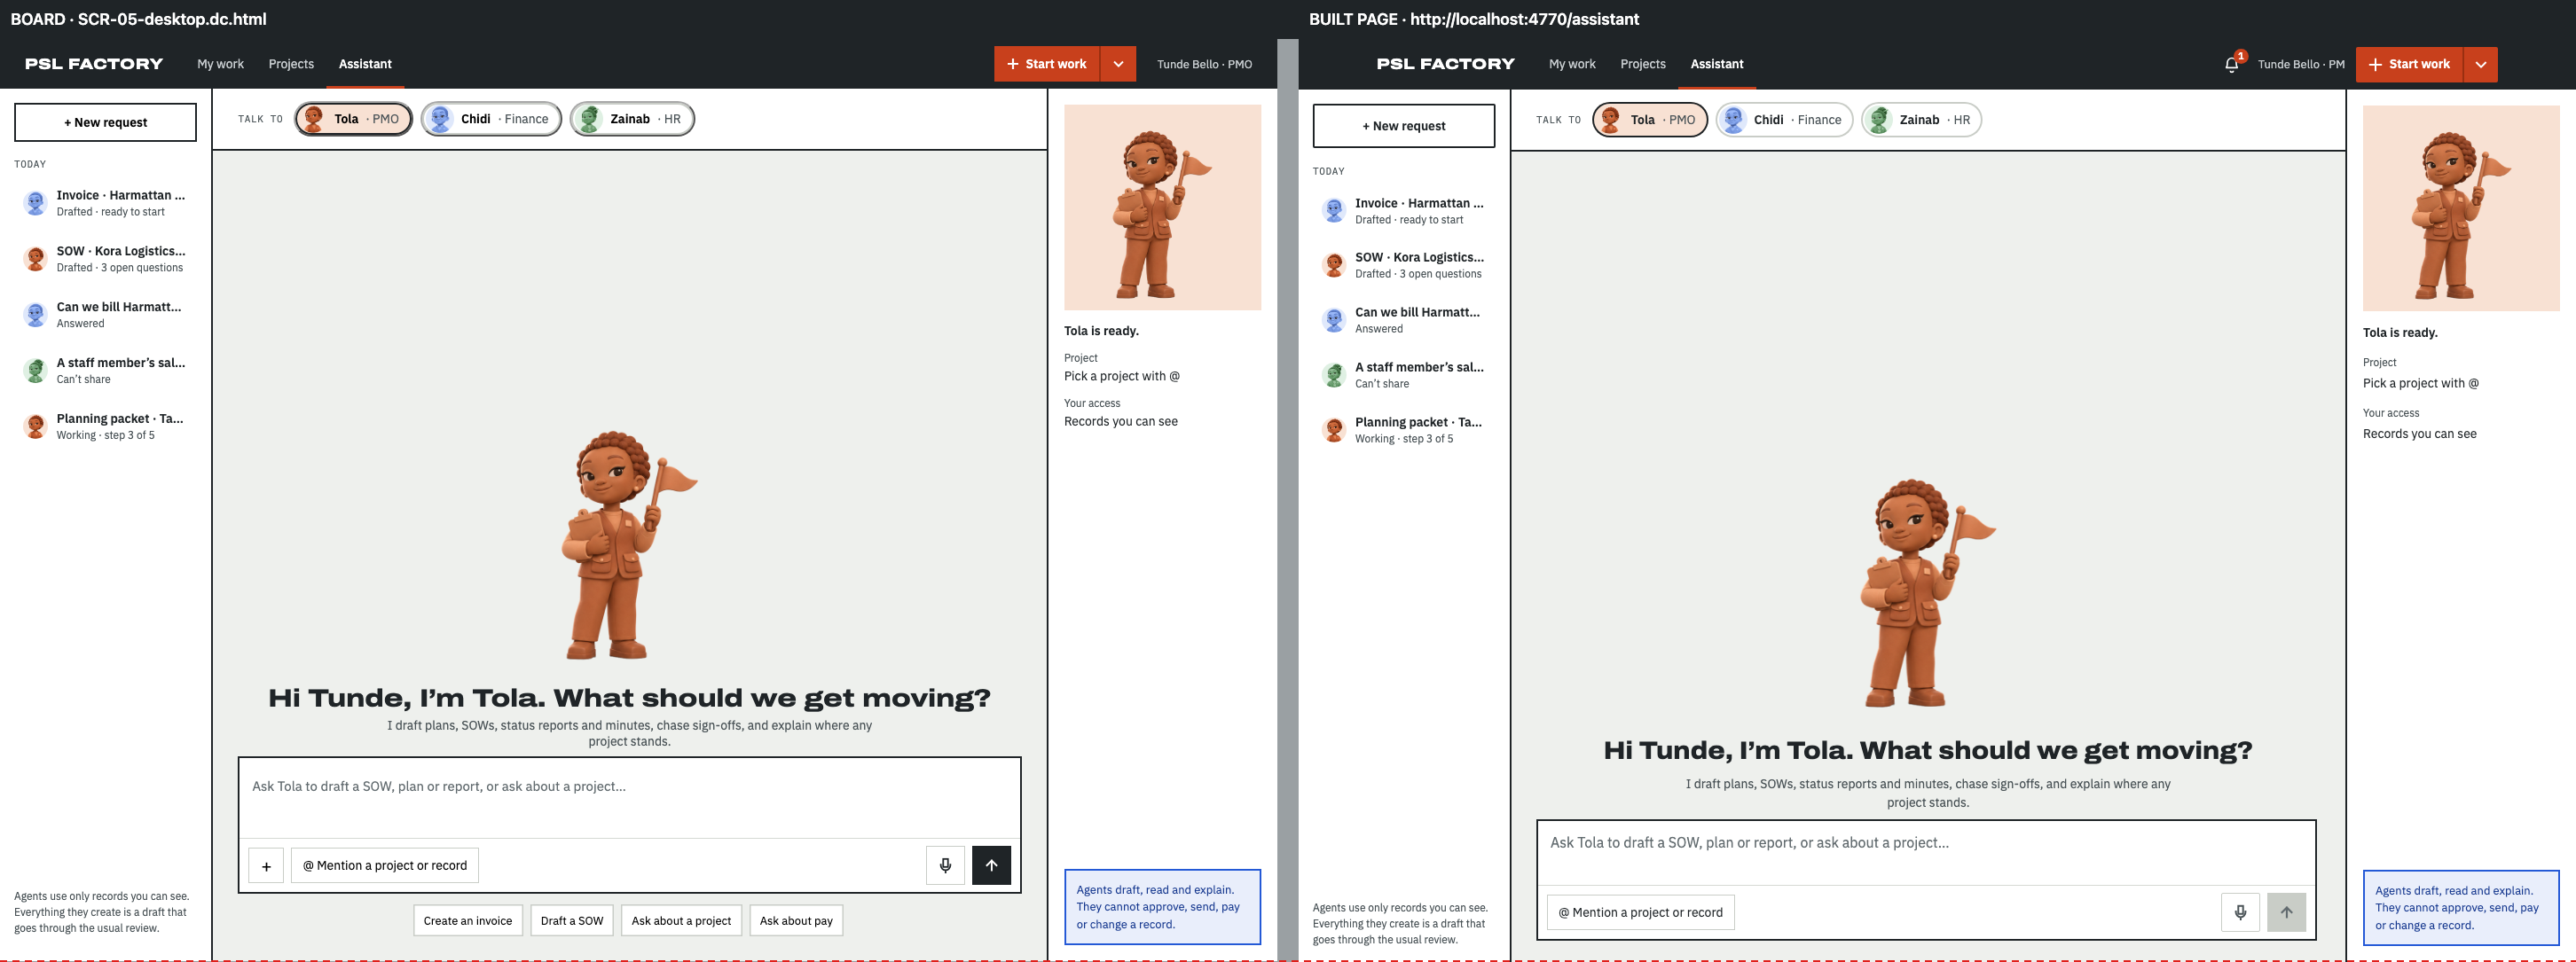 BOARD · SCR-05-desktop.dc.html
PSL FACTORY
My work
Projects
Assistant
+ Start work
Tunde Bello · PMO
+ New request
TODAY
Invoice · Harmattan ...
Drafted · ready to start
SOW · Kora Logistics...
Drafted · 3 open questions
Can we bill Harmatt...
Answered
A staff member’s sal...
Can’t share
Planning packet · Ta...
Working · step 3 of 5
Agents use only records you can see.
Everything they create is a draft that
goes through the usual review.
TALK TO
Tola · PMO
Chidi · Finance
Zainab · HR
Hi Tunde, I’m Tola. What should we get moving?
I draft plans, SOWs, status reports and minutes, chase sign-offs, and explain where any
project stands.
Ask Tola to draft a SOW, plan or report, or ask about a project...
+
@ Mention a project or record
Create an invoice
Draft a SOW
Ask about a project
Ask about pay
Tola is ready.
Project
Pick a project with @
Your access
Records you can see
Agents draft, read and explain.
They cannot approve, send, pay
or change a record.
BUILT PAGE · http://localhost:4770/assistant
PSL FACTORY
My work
Projects
Assistant
1
Tunde Bello · PM
+ Start work
+ New request
TODAY
Invoice · Harmattan ...
Drafted · ready to start
SOW · Kora Logistics...
Drafted · 3 open questions
Can we bill Harmatt...
Answered
A staff member’s sal...
Can’t share
Planning packet · Ta...
Working · step 3 of 5
Agents use only records you can see.
Everything they create is a draft that
goes through the usual review.
TALK TO
Tola · PMO
Chidi · Finance
Zainab · HR
Hi Tunde, I’m Tola. What should we get moving?
I draft plans, SOWs, status reports and minutes, chase sign-offs, and explain where any
project stands.
Ask Tola to draft a SOW, plan or report, or ask about a project...
@ Mention a project or record
Tola is ready.
Project
Pick a project with @
Your access
Records you can see
Agents draft, read and explain.
They cannot approve, send, pay
or change a record.